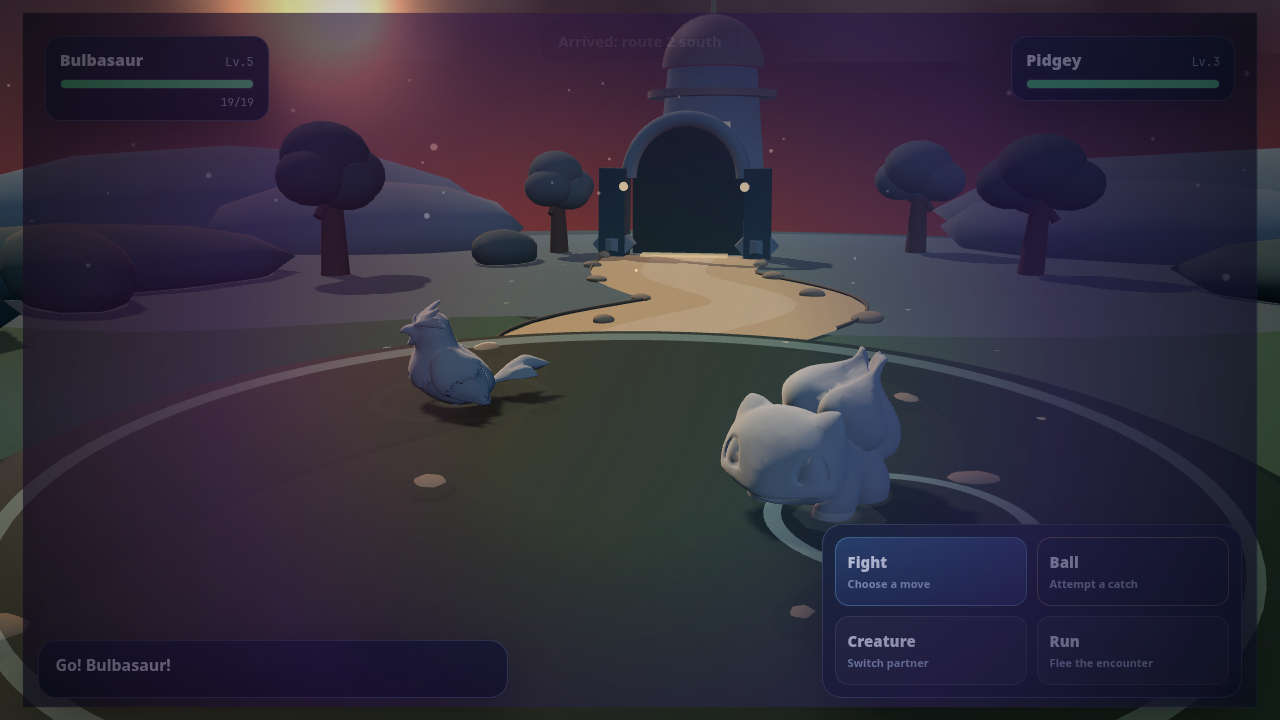 Arrived: route 2 south
Bulbasaur Lv.5
19/19
Pidgey Lv.3
Fight
Choose a move
Ball
Attempt a catch
Creature
Switch partner
Run
Flee the encounter
Go! Bulbasaur!